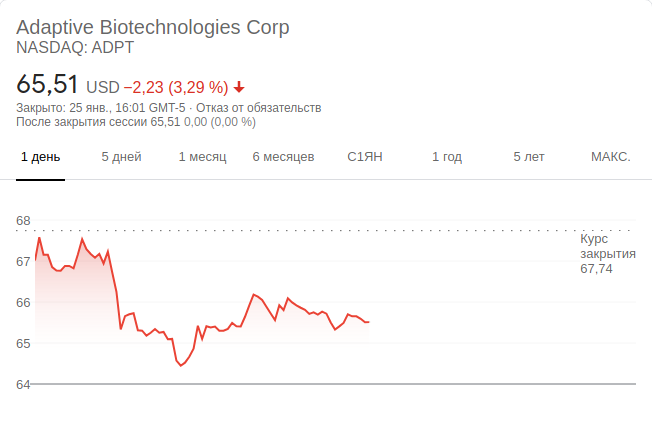 Adaptive Biotechnologies Corp
NASDAQ: ADPT
65,51 USD −2,23 (3,29 %)
Закрыто: 25 янв., 16:01 GMT-5 · Отказ от обязательств
После закрытия сессии 65,51 0,00 (0,00 %)
1 день 5 дней 1 месяц 6 месяцев С1ЯН 1 год 5 лет МАКС.
68
Курс
закрытия
67
67,74
66
65
64